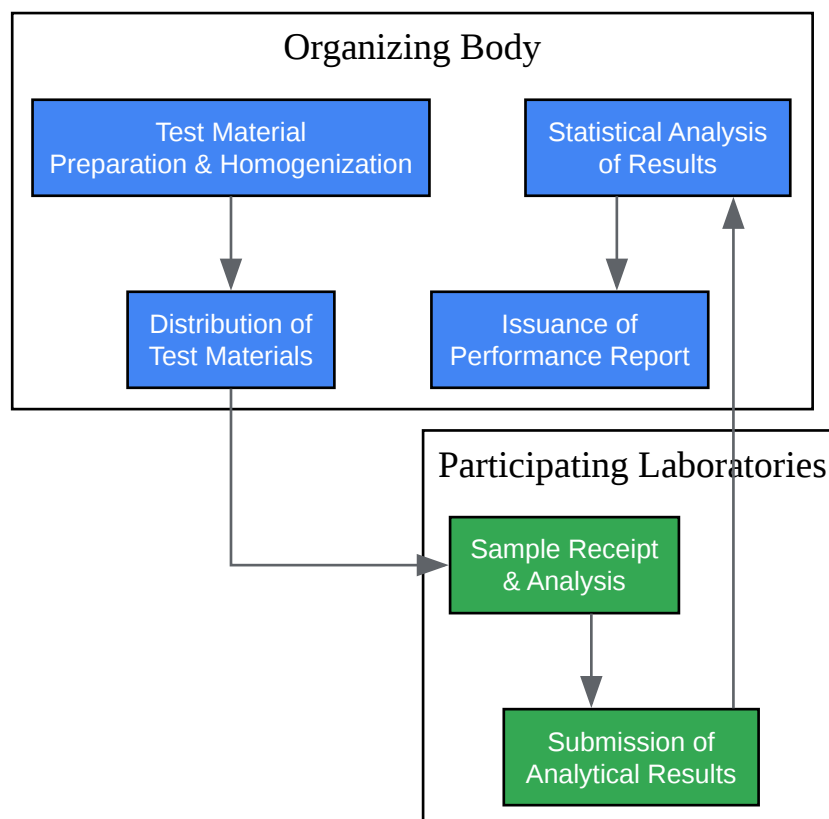 Organizing Body
Test Material
Preparation & Homogenization
Statistical Analysis
of Results
Distribution of
Test Materials
Issuance of
Performance Report
Participating Laboratories
Sample Receipt
& Analysis
Submission of
Analytical Results